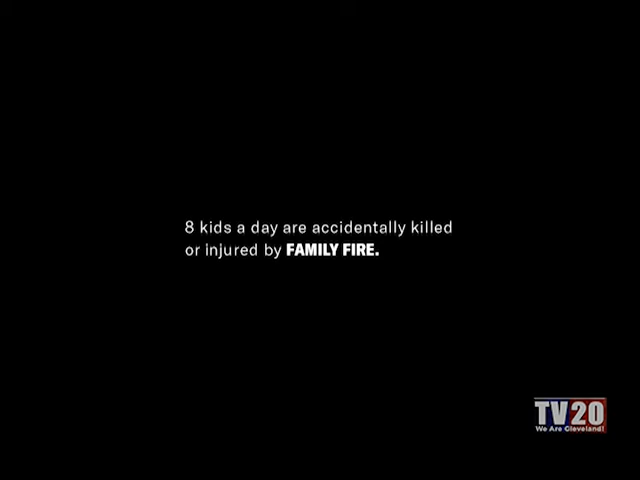 8 kids a day are accidentally killed
or injured by FAMILY FIRE.
TV20
We Are Cleveland!